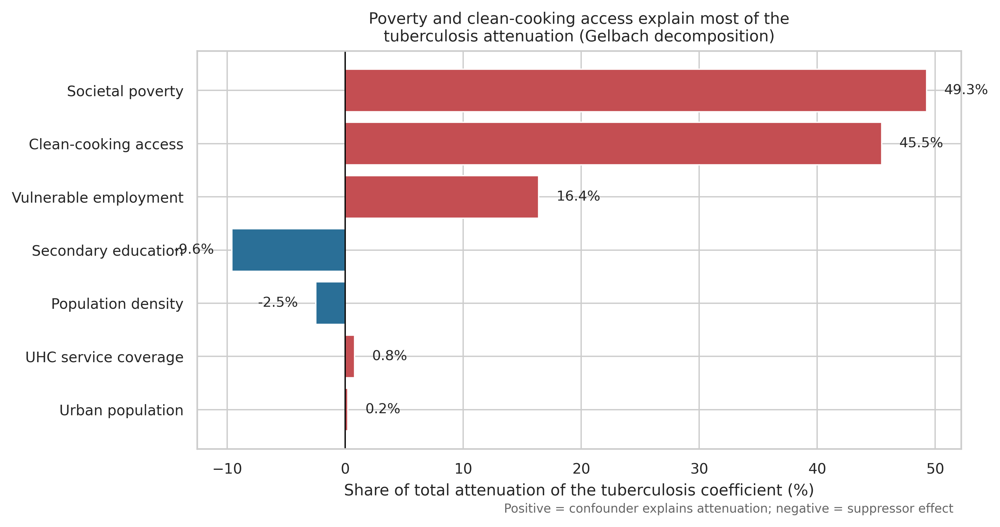 Poverty and clean-cooking access explain most of the
tuberculosis attenuation (Gelbach decomposition)
Societal poverty 49.3%
Clean-cooking access 45.5%
Vulnerable employment 16.4%
Secondary education -9.6%
Population density -2.5%
UHC service coverage 0.8%
Urban population 0.2%
−10 0 10 20 30 40 50
Share of total attenuation of the tuberculosis coefficient (%)
Positive = confounder explains attenuation; negative = suppressor effect